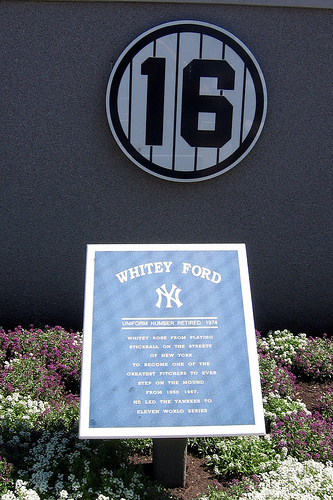 16
WHITEY FORD
NY
UNIFORM NUMBER RETIRED 1974
WHITEY ROSE FROM PLAYING
STICKBALL ON THE STREETS
OF NEW YORK
TO BECOME ONE OF THE
GREATEST PITCHERS TO EVER
STEP ON THE MOUND.
FROM 1950 1967,
HE LED THE YANKEES TO
ELEVEN WORLD SERIES